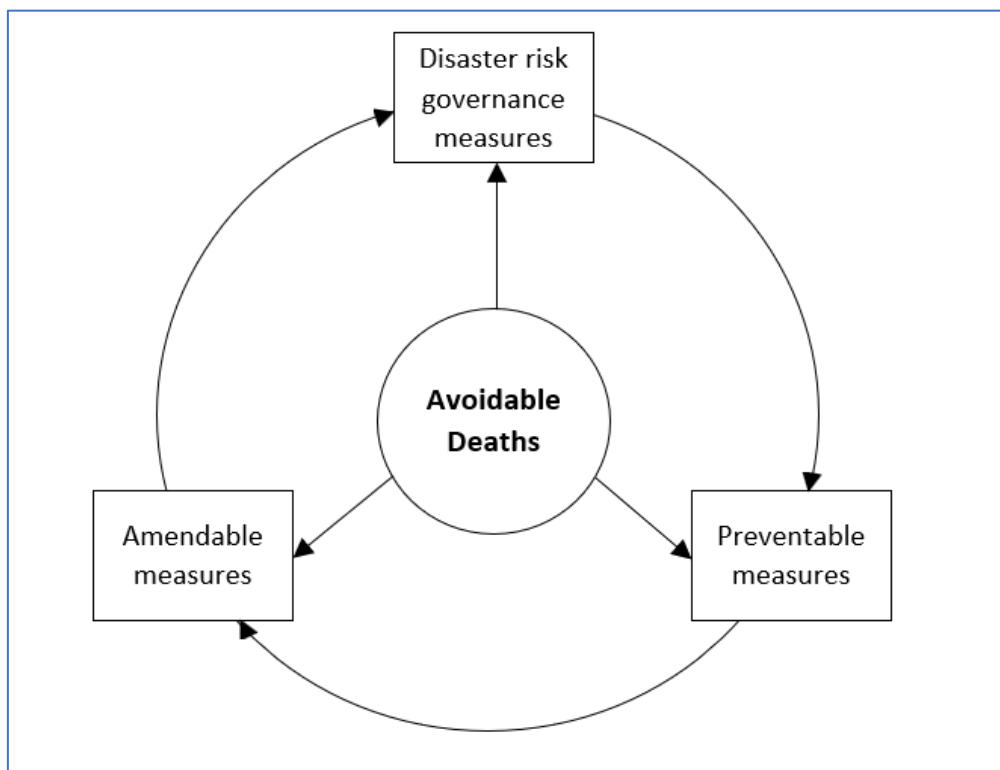 Disaster risk
governance
measures
Avoidable
Deaths
Amendable
measures
Preventable
measures